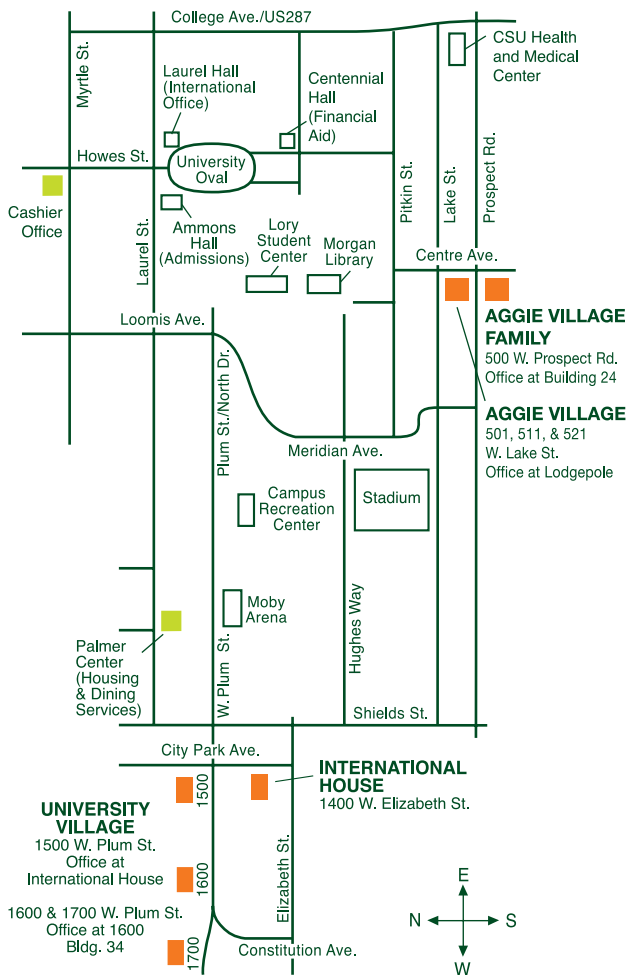 College Ave./US287
Myrtle St.
Laurel Hall
(International
Office)
Centennial
Hall
(Financial
Aid)
CSU Health
and Medical
Center
Howes St.
University
Oval
Cashier
Office
Laurel St.
Ammons
Hall
(Admissions)
Lory
Student
Center
Morgan
Library
Pitkin St.
Lake St.
Prospect Rd.
Centre Ave.
Loomis Ave.
AGGIE VILLAGE
FAMILY
500 W. Prospect Rd.
Office at Building 24
AGGIE VILLAGE
501, 511, & 521
W. Lake St.
Office at Lodgepole
Plum St./North Dr.
Meridian Ave.
Campus
Recreation
Center
Stadium
Hughes Way
Moby
Arena
Palmer
Center
(Housing
& Dining
Services)
W. Plum St.
Shields St.
City Park Ave.
1500
INTERNATIONAL
HOUSE
1400 W. Elizabeth St.
UNIVERSITY
VILLAGE
1500 W. Plum St.
Office at
International House
1600
Elizabeth St.
1600 & 1700 W. Plum St.
Office at 1600
Bldg. 34
1700
Constitution Ave.
E
N
S
W